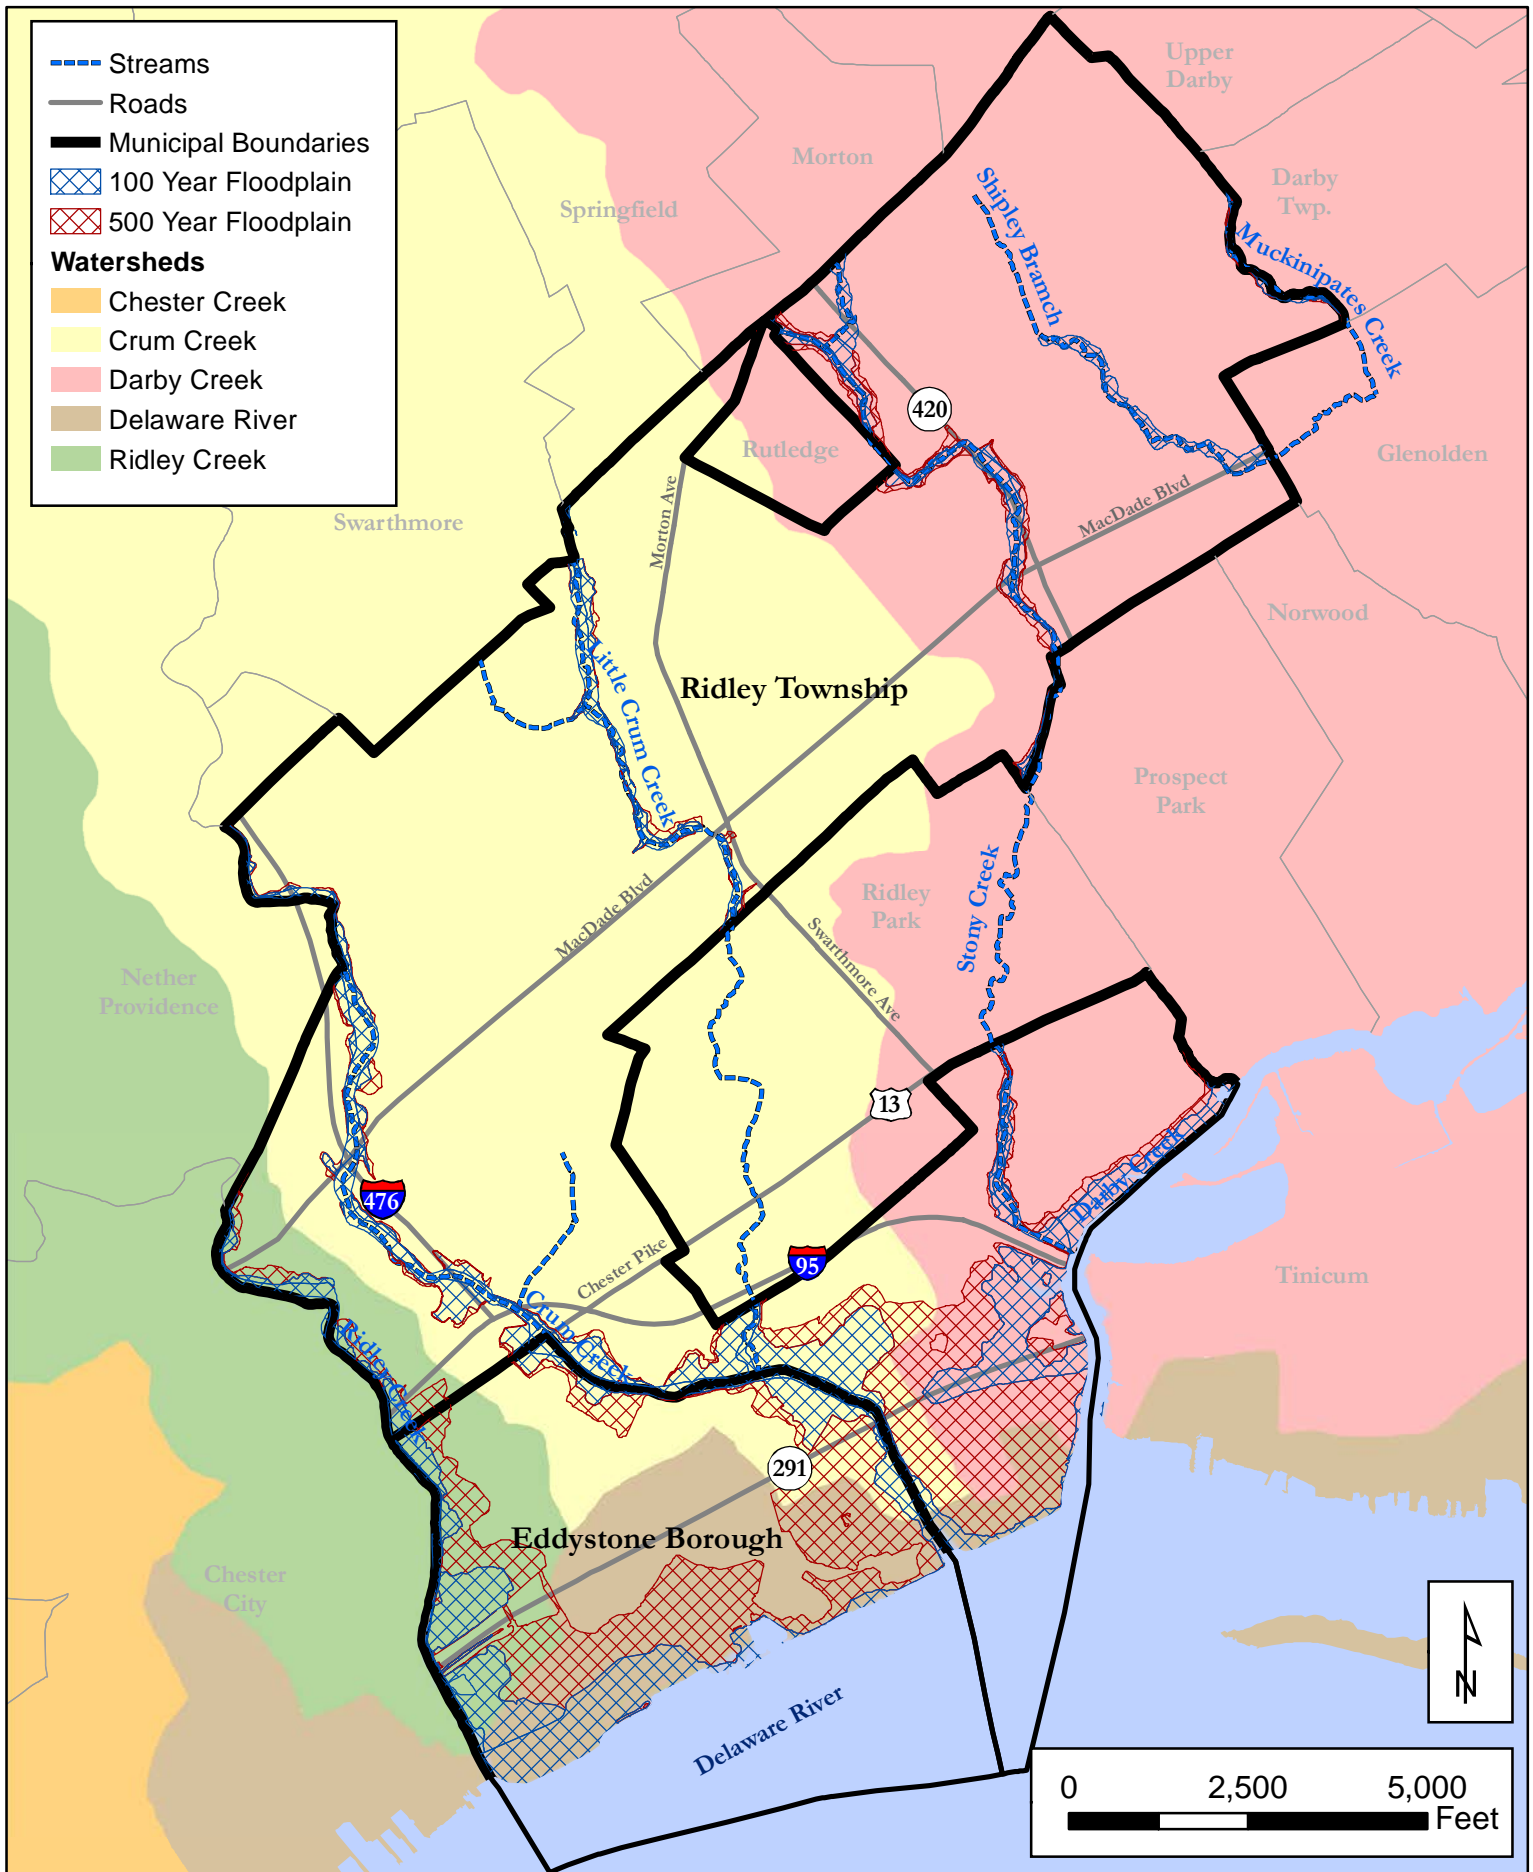 Streams
Roads
Municipal Boundaries
100 Year Floodplain
500 Year Floodplain
Watersheds
Chester Creek
Crum Creek
Darby Creek
Delaware River
Ridley Creek
Upper
Darby
Morton
Darby
Twp.
Springfield
Shipley Bramch
Muckinipates Creek
420
Rutledge
Glenolden
Morton Ave
MacDade Blvd
Swarthmore
Norwood
Little Crum Creek
Ridley Township
Prospect
Park
Ridley
Park
Stony Creek
MacDade Blvd
Swarthmore Ave
Nether
Providence
13
Darby Creek
476
Chester Pike
95
Tinicum
Crum Creek
Ridley Creek
291
Eddystone Borough
Chester
City
Delaware River
N
0 2,500 5,000
Feet